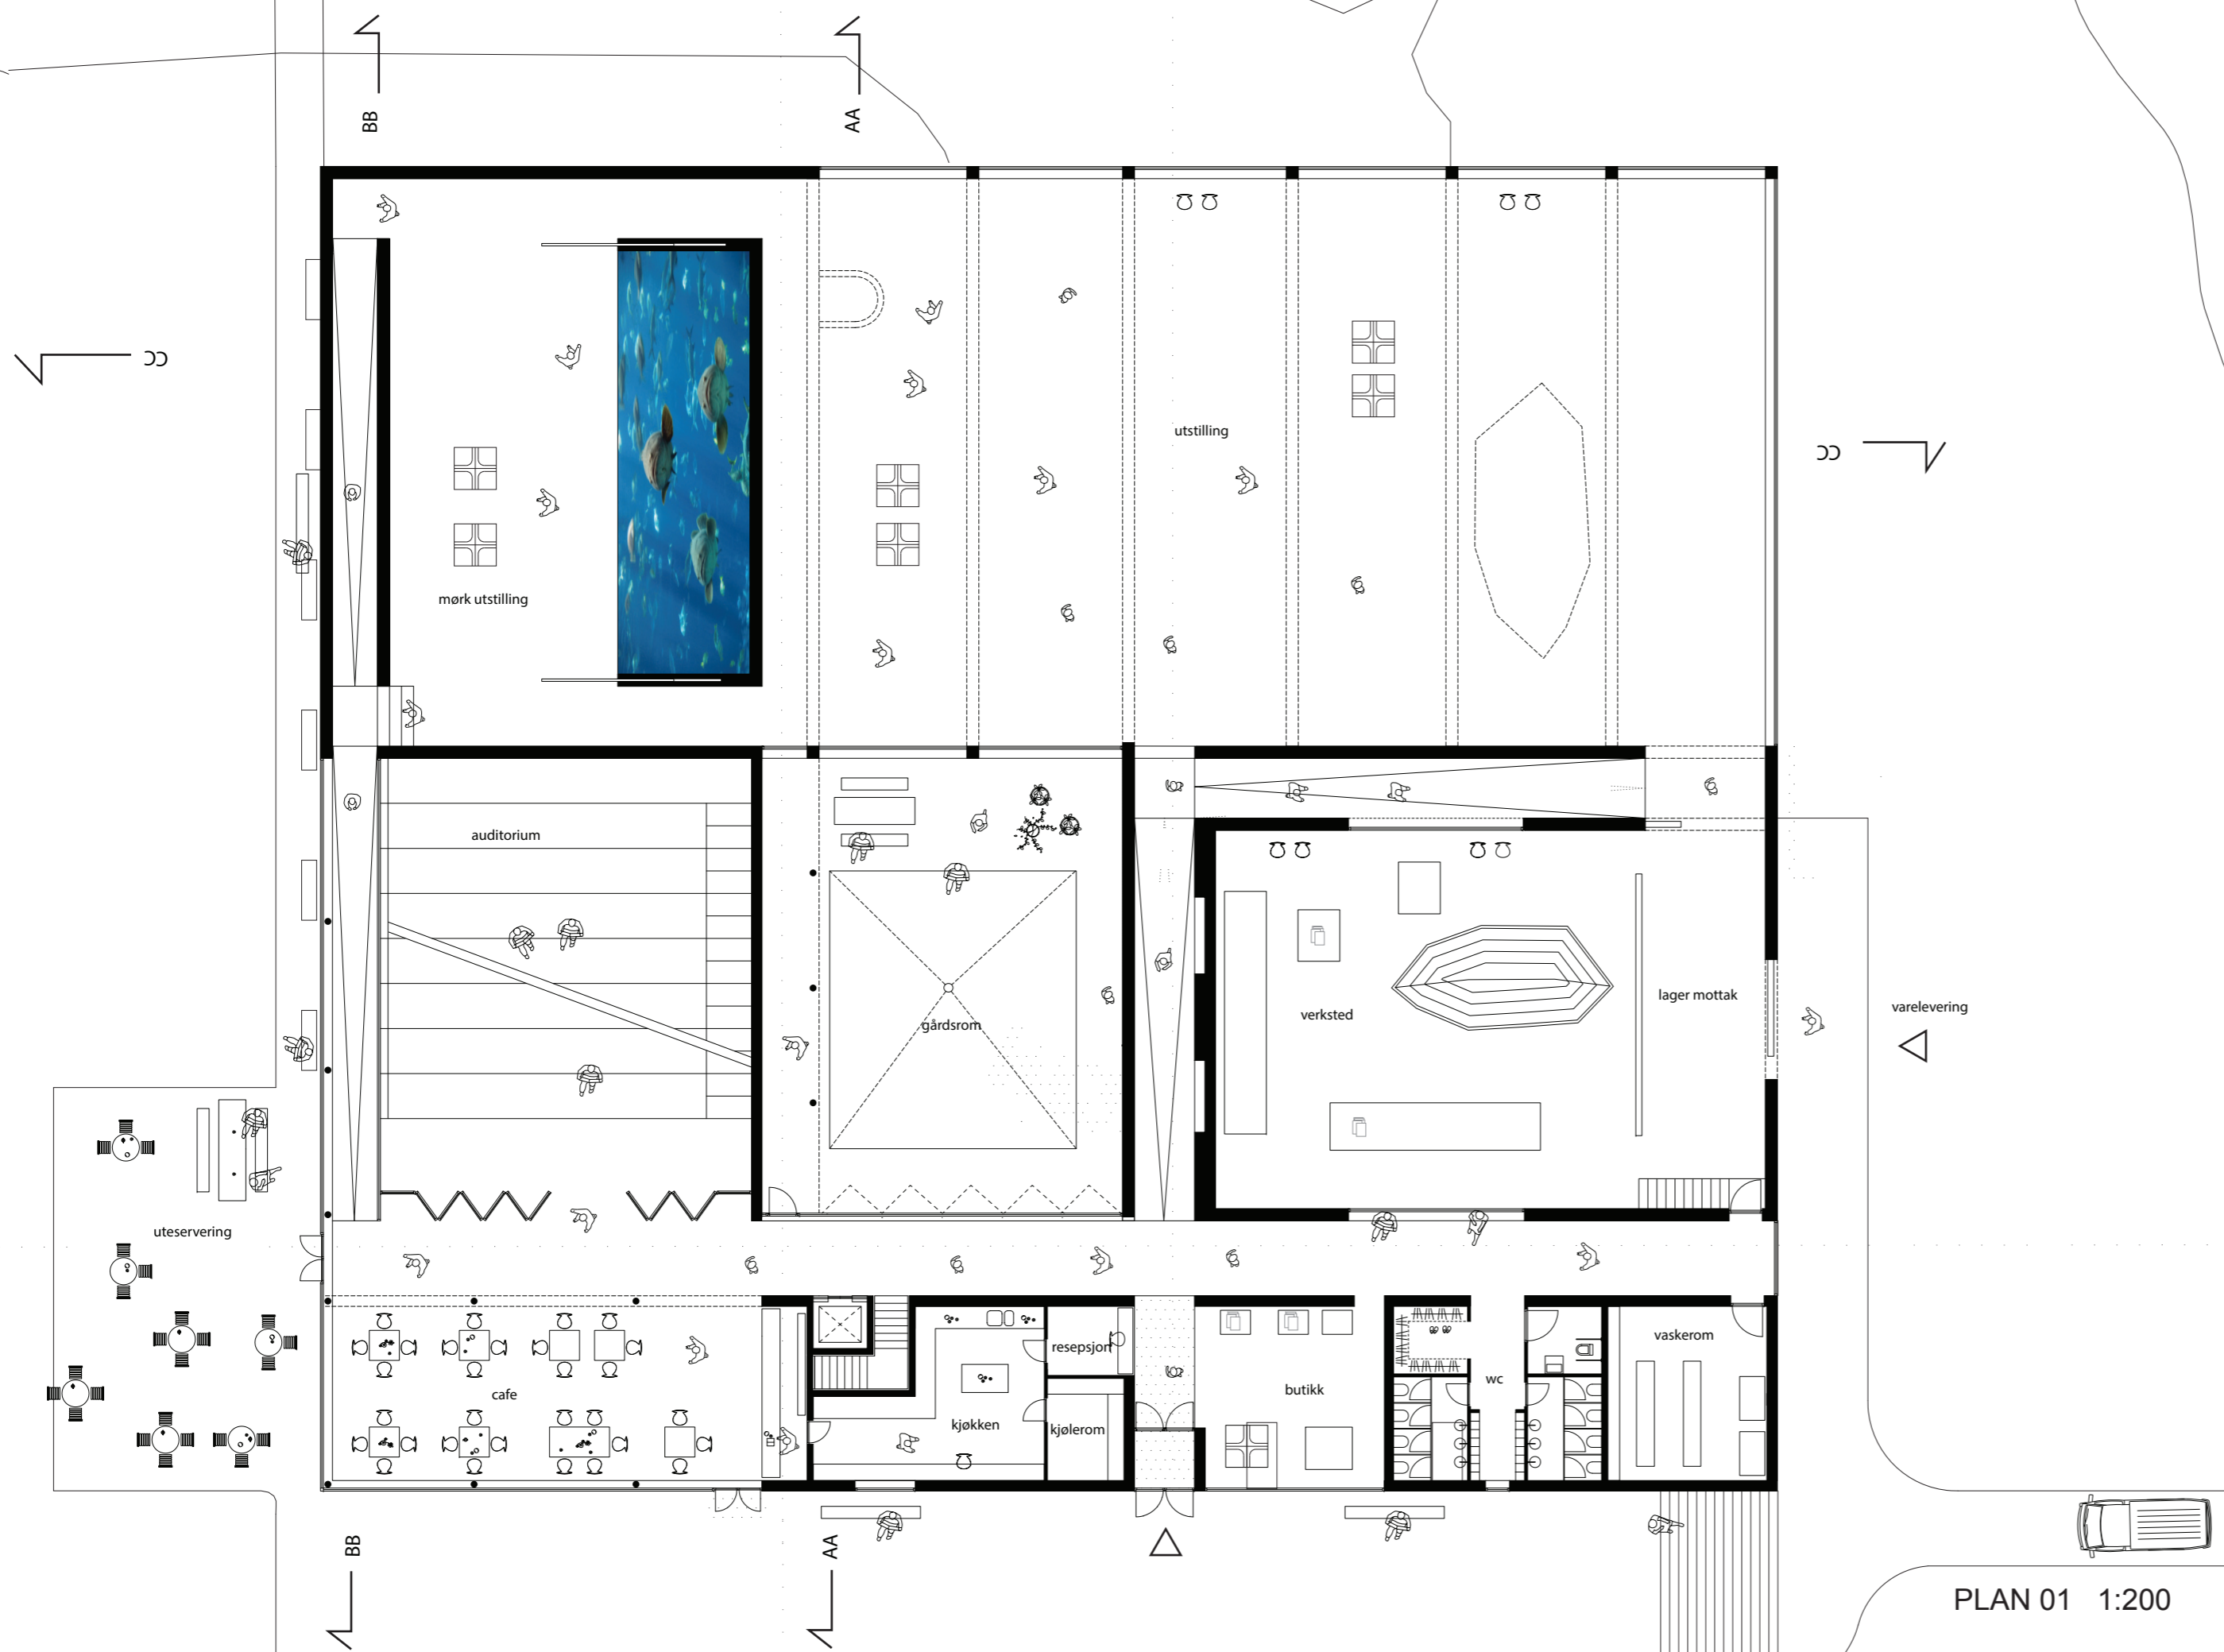 BB
AA
CC
utstilling
CC
mørk utstilling
auditorium
lager mottak
varelevering
verksted
gårdsrom
uteservering
vaskerom
resepsjon
wc
butikk
cafe
kjøkken
kjølerom
BB
AA
PLAN 01 1:200